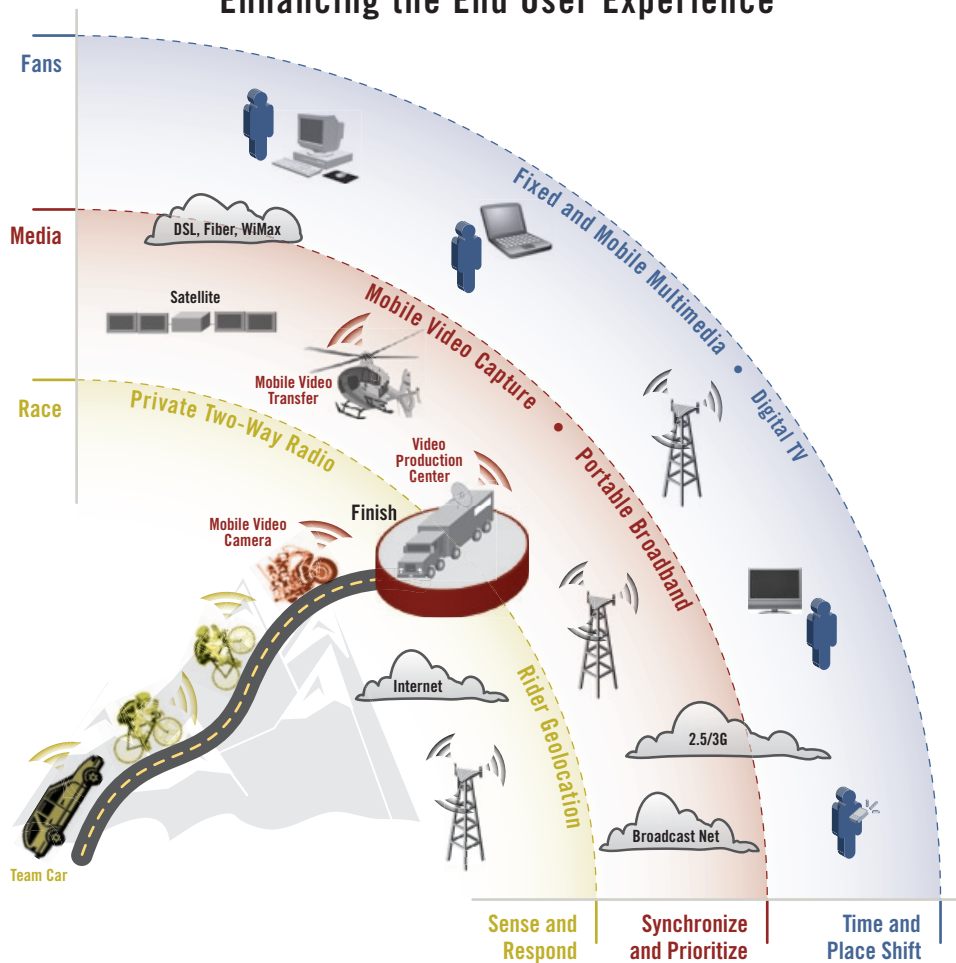 Enhancing the End User Experience
Fans
Fixed and Mobile Multimedia • Digital TV
DSL, Fiber, WiMax
Media
Mobile Video Capture • Portable Broadband
Satellite
Mobile Video
Transfer
Race
Private Two-Way Radio
Video
Production
Center
Finish
Mobile Video
Camera
Rider Geolocation
Internet
2.5/3G
Broadcast Net
Team Car
Sense and
Respond
Synchronize
and Prioritize
Time and
Place Shift